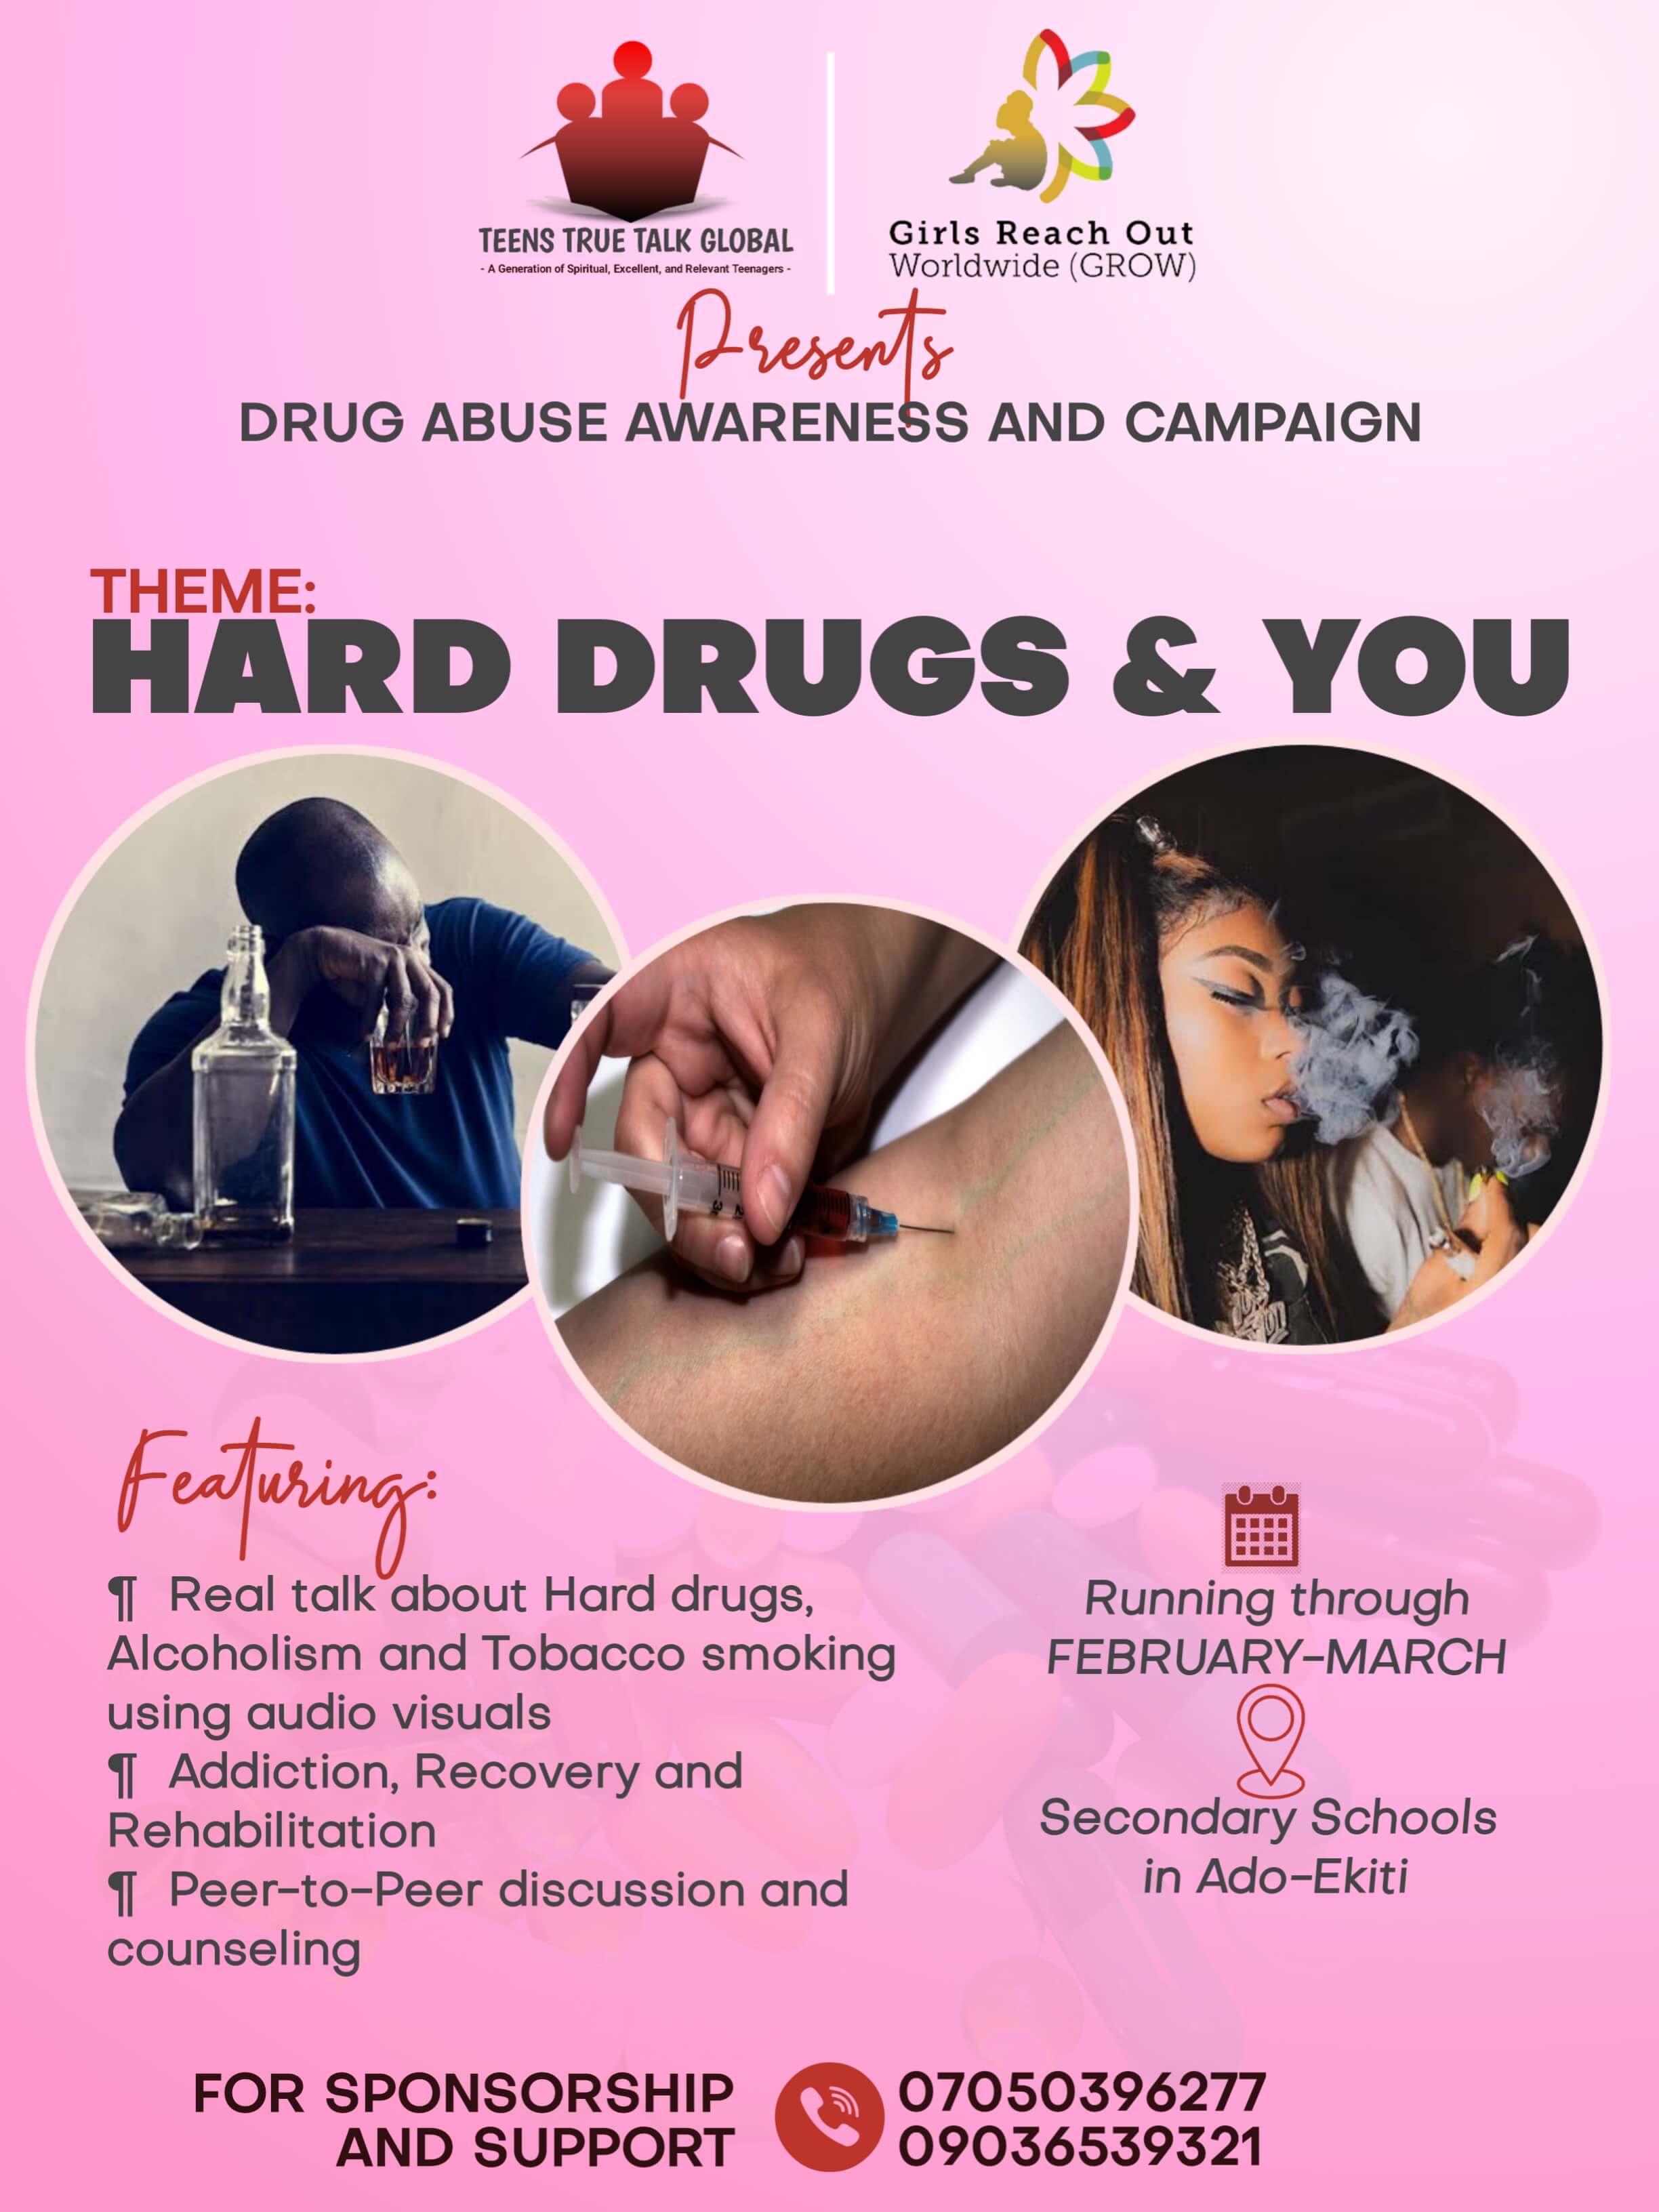 TEENS TRUE TALK GLOBAL
- A Generation of Spiritual, Excellent, and Relevant Teenagers -
Girls Reach Out
Worldwide (GROW)
Presents
DRUG ABUSE AWARENESS AND CAMPAIGN
THEME:
HARD DRUGS & YOU
Featuring:
¶ Real talk about Hard drugs,
Alcoholism and Tobacco smoking
using audio visuals
¶ Addiction, Recovery and
Rehabilitation
¶ Peer-to-Peer discussion and
counseling
Running through
FEBRUARY-MARCH
Secondary Schools
in Ado-Ekiti
FOR SPONSORSHIP
AND SUPPORT
07050396277
09036539321